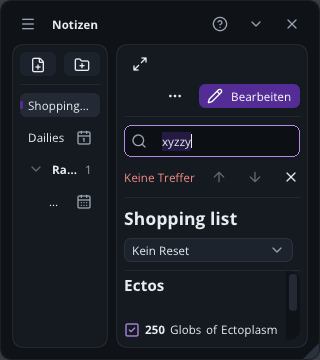 Notizen
Shopping...
Dailies
Ra... 1
...
Bearbeiten
xyzzy
Keine Treffer
Shopping list
Kein Reset
Ectos
250 Globs of Ectoplasm